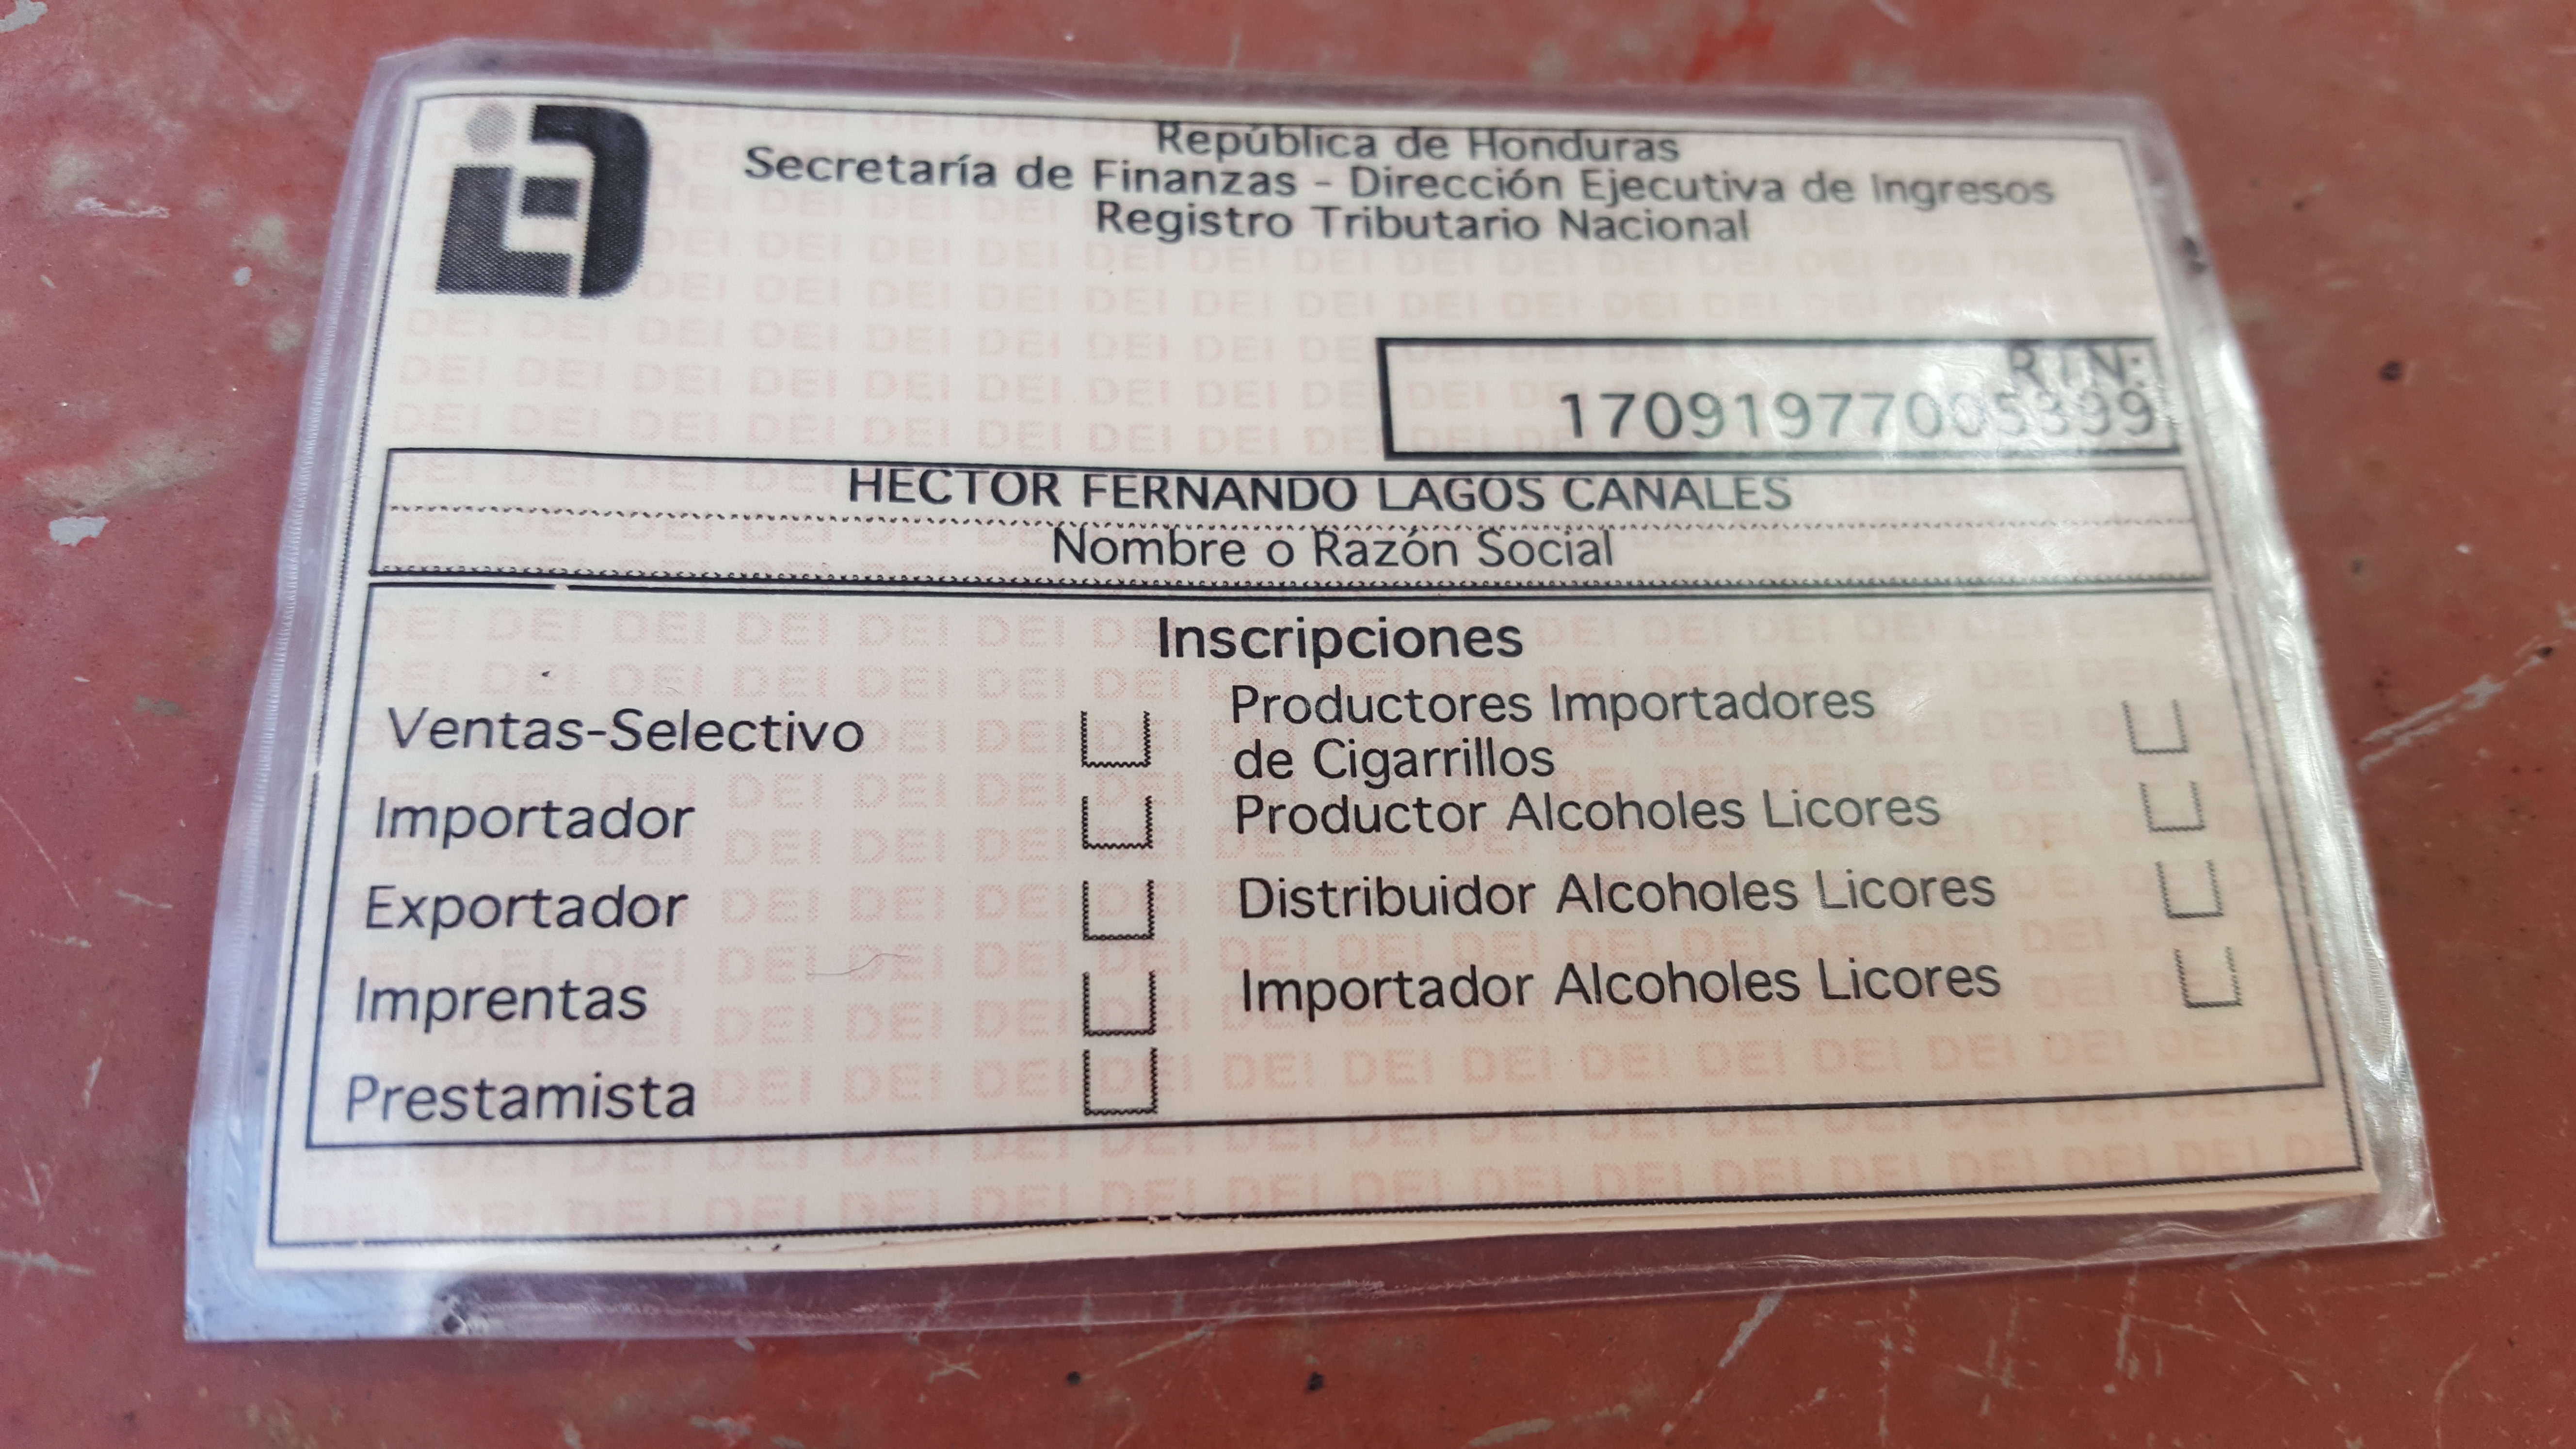 República de Honduras
Secretaría de Finanzas - Dirección Ejecutiva de Ingresos
Registro Tributario Nacional
RTN:
17091977005399
HECTOR FERNANDO LAGOS CANALES
Nombre o Razón Social
Inscripciones
Ventas-Selectivo
Importador
Exportador
Imprentas
Prestamista
Productores Importadores
de Cigarrillos
Productor Alcoholes Licores
Distribuidor Alcoholes Licores
Importador Alcoholes Licores